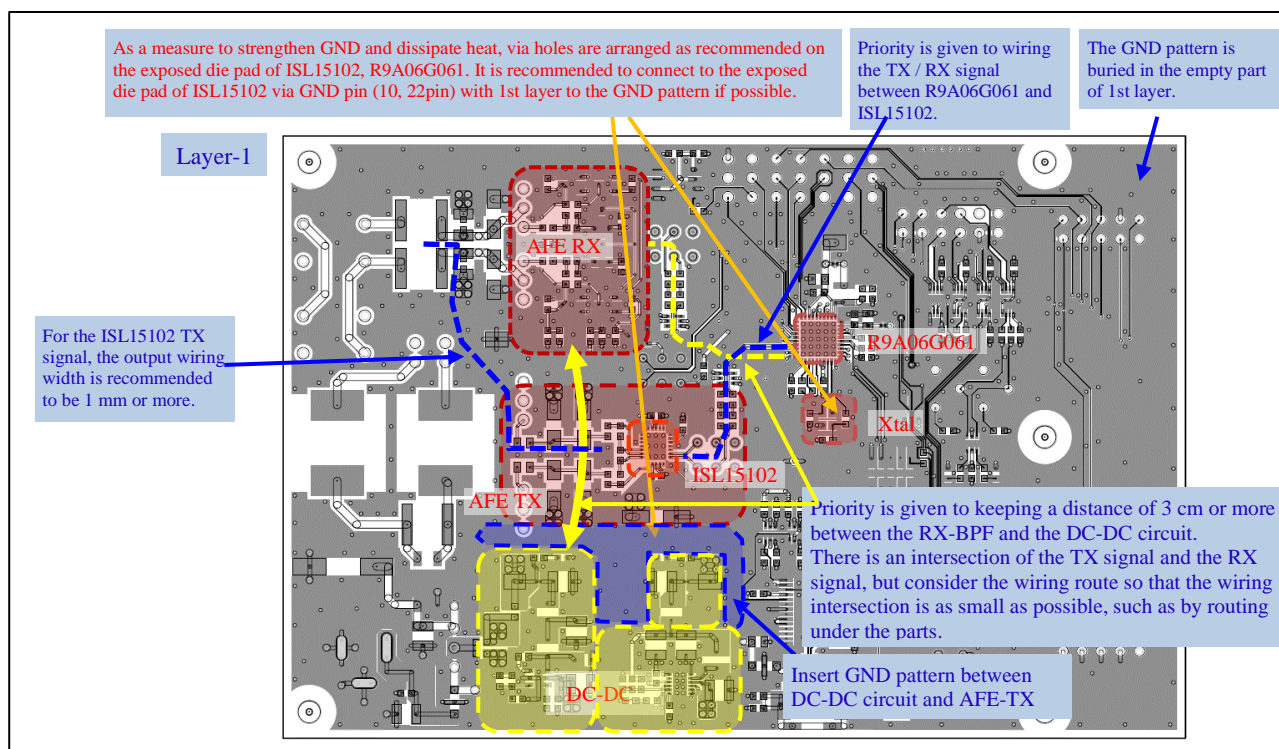 As a measure to strengthen GND and dissipate heat, via holes are arranged as recommended on
the exposed die pad of ISL15102, R9A06G061. It is recommended to connect to the exposed
die pad of ISL15102 via GND pin (10, 22pin) with 1st layer to the GND pattern if possible.
Priority is given to wiring
the TX / RX signal
between R9A06G061 and
ISL15102.
The GND pattern is
buried in the empty part
of 1st layer.
Layer-1
AFE RX
For the ISL15102 TX
signal, the output wiring
width is recommended
to be 1 mm or more.
R9A06G061
Xtal
ISL15102
AFE TX
Priority is given to keeping a distance of 3 cm or more
between the RX-BPF and the DC-DC circuit.
There is an intersection of the TX signal and the RX
signal, but consider the wiring route so that the wiring
intersection is as small as possible, such as by routing
under the parts.
Insert GND pattern between
DC-DC circuit and AFE-TX
DC-DC